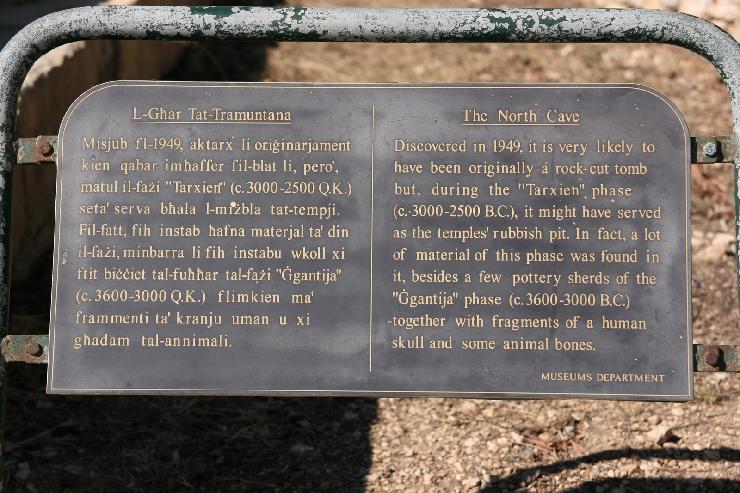 L-Għar Tat-Tramuntana
Misjub fl-1949, aktarx li oriġinarjament
kien qabar imħaffer fil-blat li, pero',
matul il-fażi "Tarxien" (c. 3000-2500 Q.K.)
seta' serva bħala l-miżbla tat-tempji.
Fil-fatt, fih instab ħafna materjal ta' din
il-fażi, minbarra li fih instabu wkoll xi
ftit biċċiet tal-fuħħar tal-fażi "Ġgantija"
(c. 3600-3000 Q.K.) flimkien ma'
frammenti ta' kranju uman u xi
għadam tal-annimali.
The North Cave
Discovered in 1949, it is very likely to
have been originally a rock-cut tomb
but, during the "Tarxien" phase
(c. 3000-2500 B.C.), it might have served
as the temples' rubbish pit. In fact, a lot
of material of this phase was found in
it, besides a few pottery sherds of the
"Ġgantija" phase (c. 3600-3000 B.C.)
together with fragments of a human
skull and some animal bones.
MUSEUMS DEPARTMENT